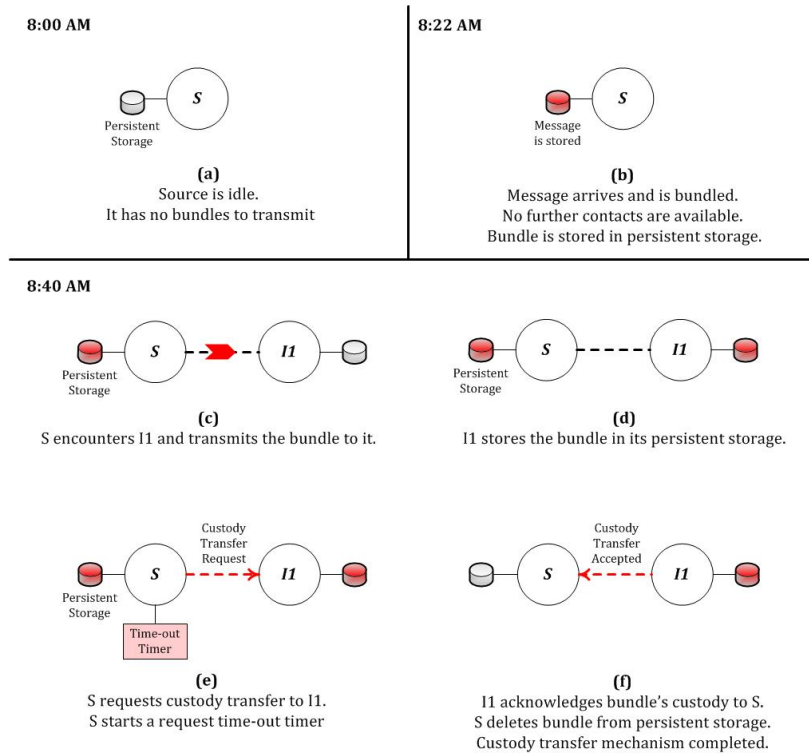 8:00 AM
S
Persistent
Storage
(a)
Source is idle.
It has no bundles to transmit
8:22 AM
S
Message
is stored
(b)
Message arrives and is bundled.
No further contacts are available.
Bundle is stored in persistent storage.
8:40 AM
S
I1
Persistent
Storage
(c)
S encounters I1 and transmits the bundle to it.
S
I1
Persistent
Storage
(d)
I1 stores the bundle in its persistent storage.
Custody
Transfer
Request
S
I1
Persistent
Storage
Time-out
Timer
(e)
S requests custody transfer to I1.
S starts a request time-out timer
Custody
Transfer
Accepted
S
I1
(f)
I1 acknowledges bundle's custody to S.
S deletes bundle from persistent storage.
Custody transfer mechanism completed.